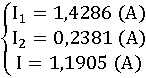 I₁ = 1,4286 (A)
I₂ = 0,2381 (A)
I = 1,1905 (A)